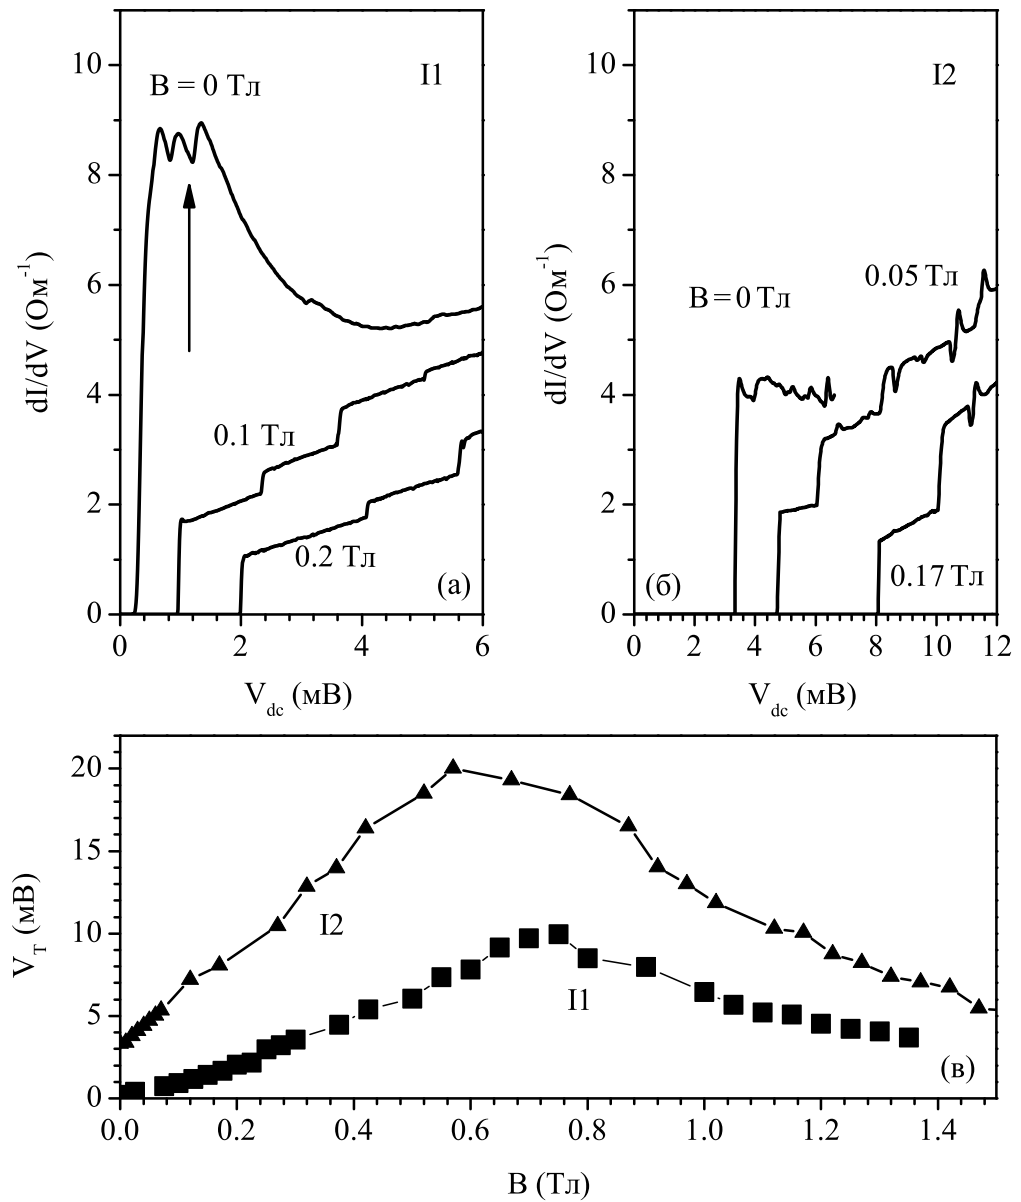 10
8
6
4
2
0
B = 0 Тл
I1
0.1 Тл
0.2 Тл
(а)
dI/dV (Ом⁻¹)
0 2 4 6
V_dc (мВ)
10
8
6
4
2
0
I2
B = 0 Тл
0.05 Тл
0.17 Тл
(б)
dI/dV (Ом⁻¹)
0 2 4 6 8 10 12
V_dc (мВ)
20
15
10
5
0
V_T (мВ)
I2
I1
(в)
0.0 0.2 0.4 0.6 0.8 1.0 1.2 1.4
B (Тл)